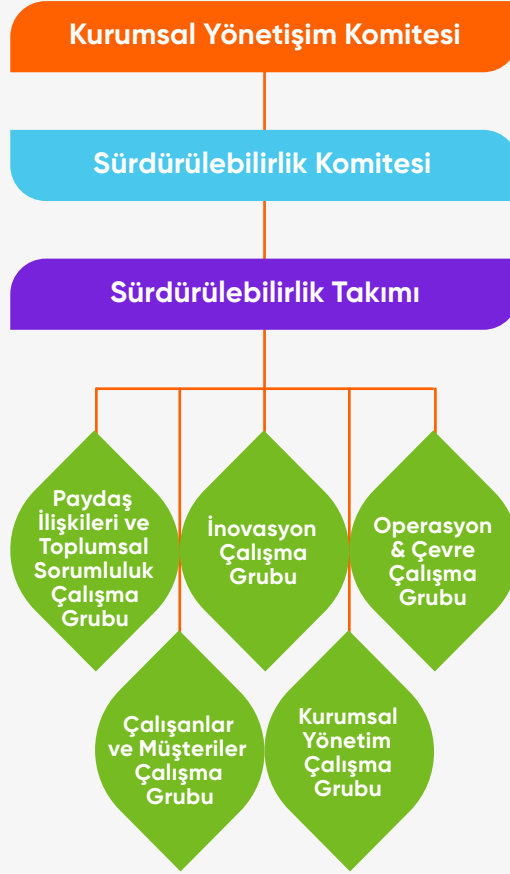 Kurumsal Yönetişim Komitesi
Sürdürülebilirlik Komitesi
Sürdürülebilirlik Takımı
Paydaş
İlişkileri ve
Toplumsal
Sorumluluk
Çalışma
Grubu
İnovasyon
Çalışma
Grubu
Operasyon
& Çevre
Çalışma
Grubu
Çalışanlar
ve Müşteriler
Çalışma
Grubu
Kurumsal
Yönetim
Çalışma
Grubu